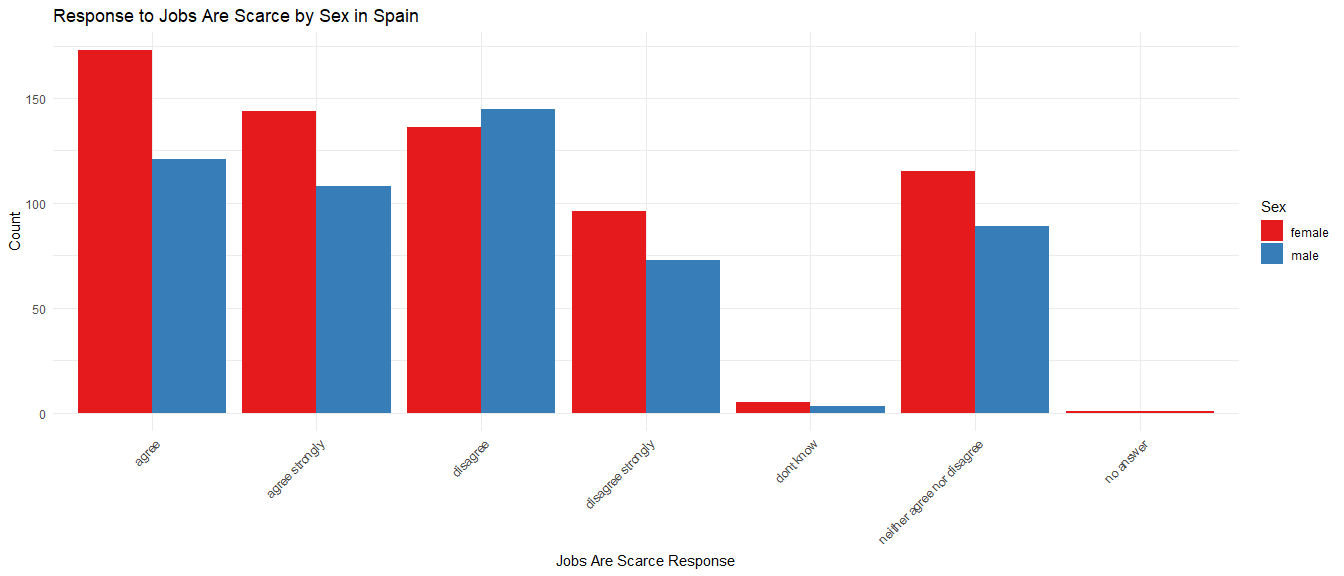 Response to Jobs Are Scarce by Sex in Spain
Count
150
100
50
0
agree
agree strongly
disagree
disagree strongly
dont know
neither agree nor disagree
no answer
Jobs Are Scarce Response
Sex
female
male